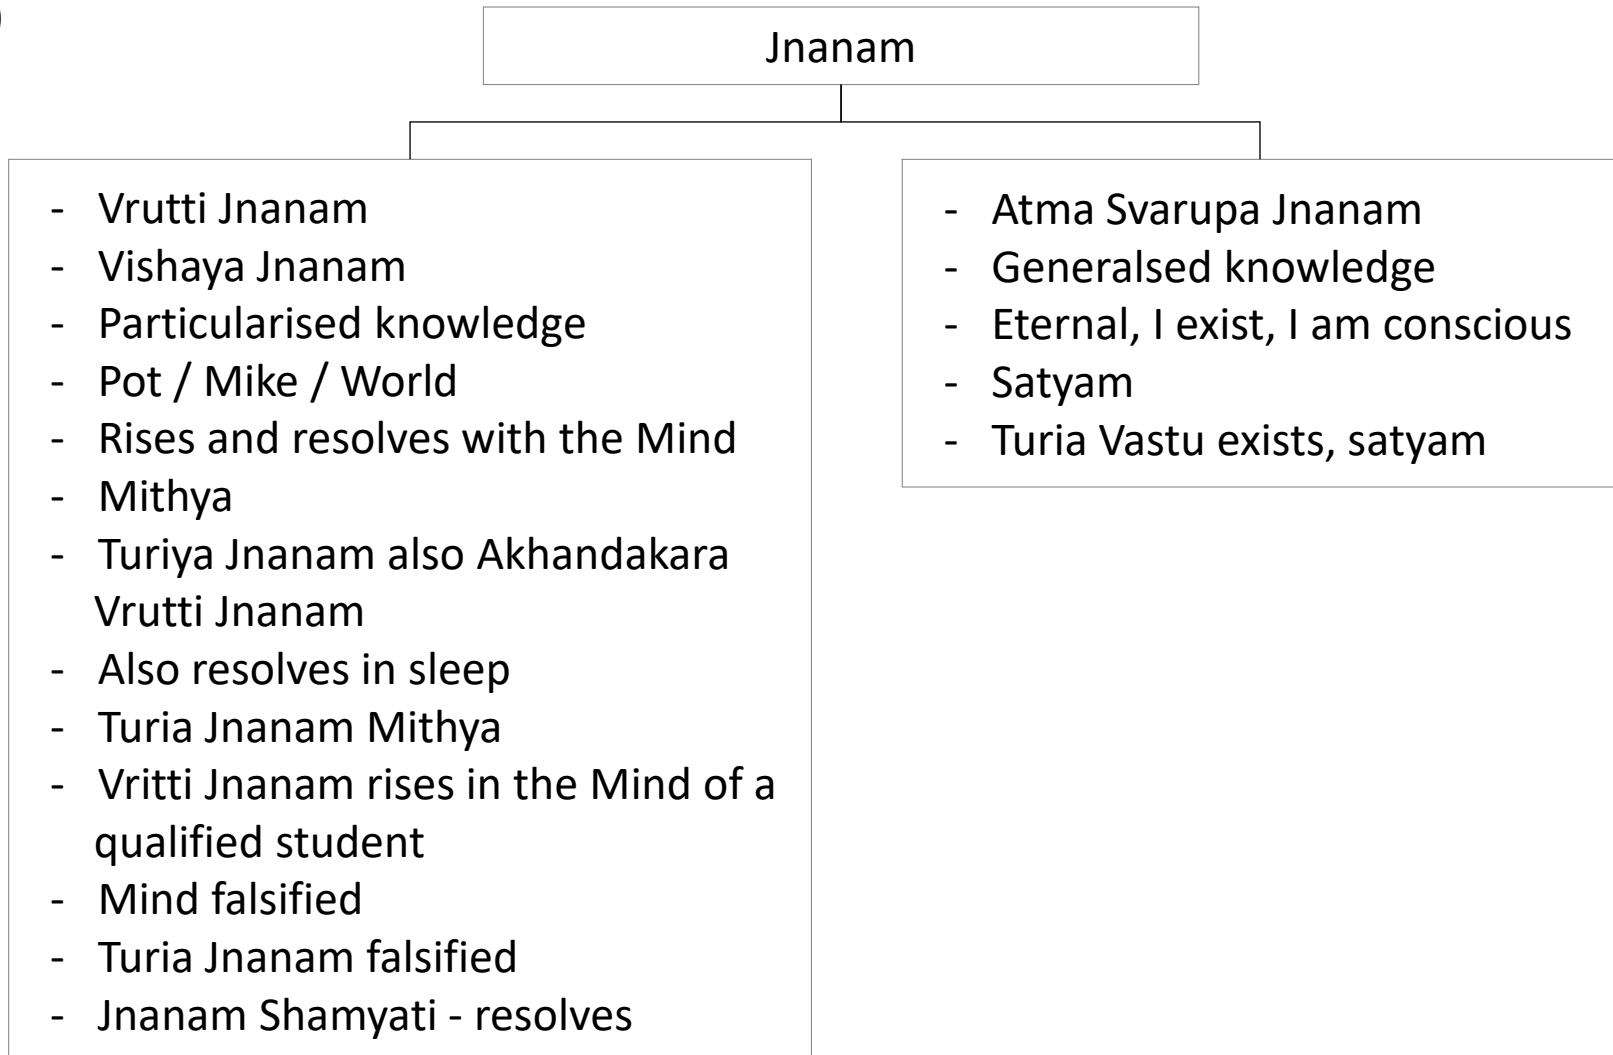 )
Jnanam
- Vrutti Jnanam
- Vishaya Jnanam
- Particularised knowledge
- Pot / Mike / World
- Rises and resolves with the Mind
- Mithya
- Turiya Jnanam also Akhandakara
Vrutti Jnanam
- Also resolves in sleep
- Turia Jnanam Mithya
- Vritti Jnanam rises in the Mind of a
qualified student
- Mind falsified
- Turia Jnanam falsified
- Jnanam Shamyati - resolves
- Atma Svarupa Jnanam
- Generalsed knowledge
- Eternal, I exist, I am conscious
- Satyam
- Turia Vastu exists, satyam